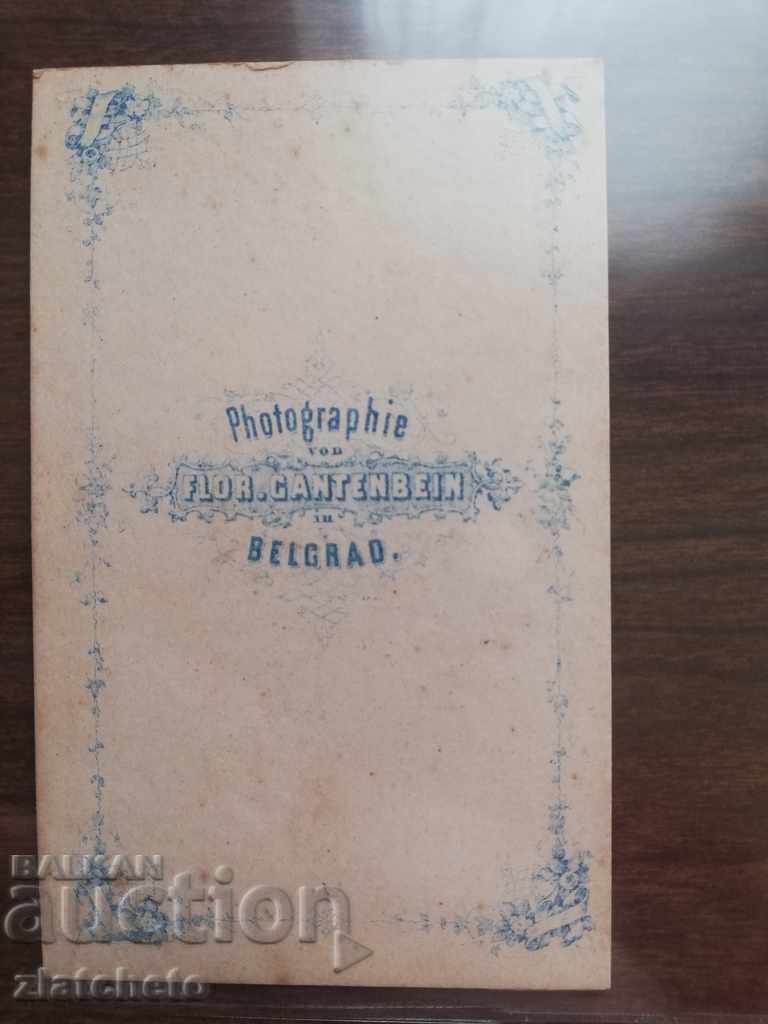 Photographie
von
FLOR. GANTENBEIN
in
BELGRAD.
BALKAN
auction
zlatcheto